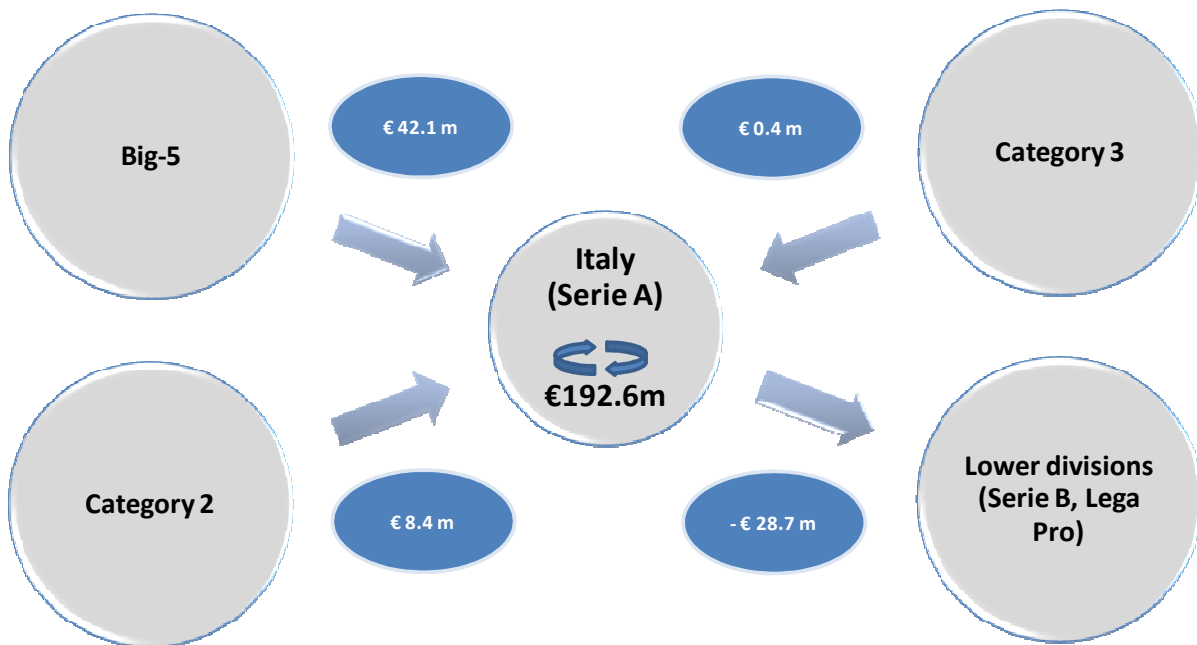 Big-5
€ 42.1 m
€ 0.4 m
Category 3
Italy
(Serie A)
€192.6m
Category 2
€ 8.4 m
- € 28.7 m
Lower divisions
(Serie B, Lega
Pro)